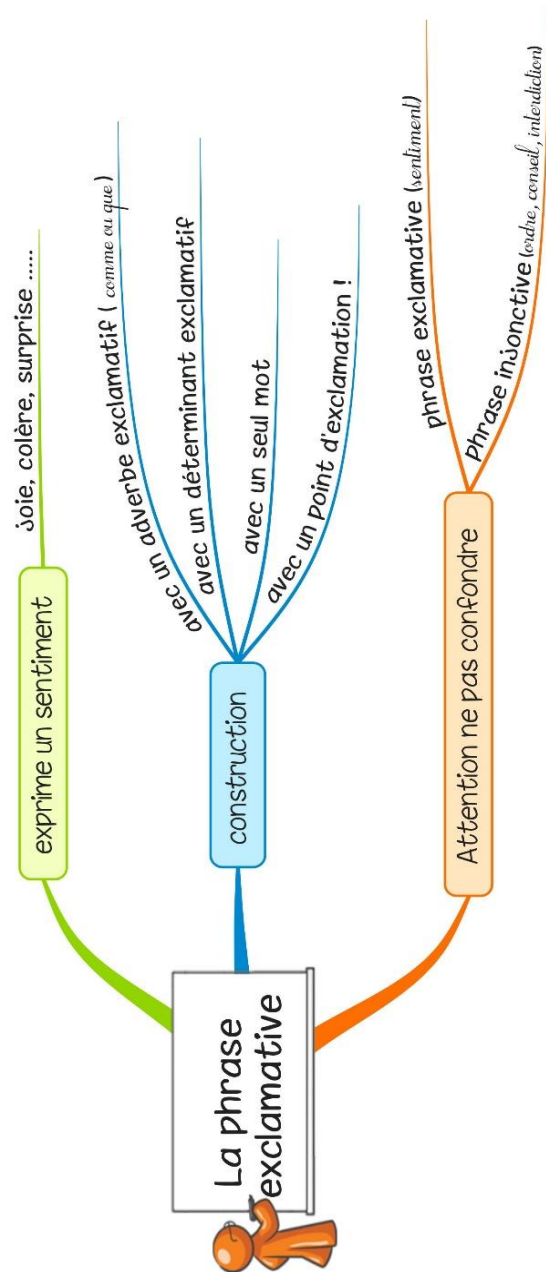 La phrase
exclamative
exprime un sentiment
joie, colère, surprise .....
construction
avec un adverbe exclamatif ( comme ou que )
avec un déterminant exclamatif
avec un seul mot
avec un point d'exclamation !
Attention ne pas confondre
phrase exclamative (sentiment)
phrase injonctive (ordre, conseil, interdiction)